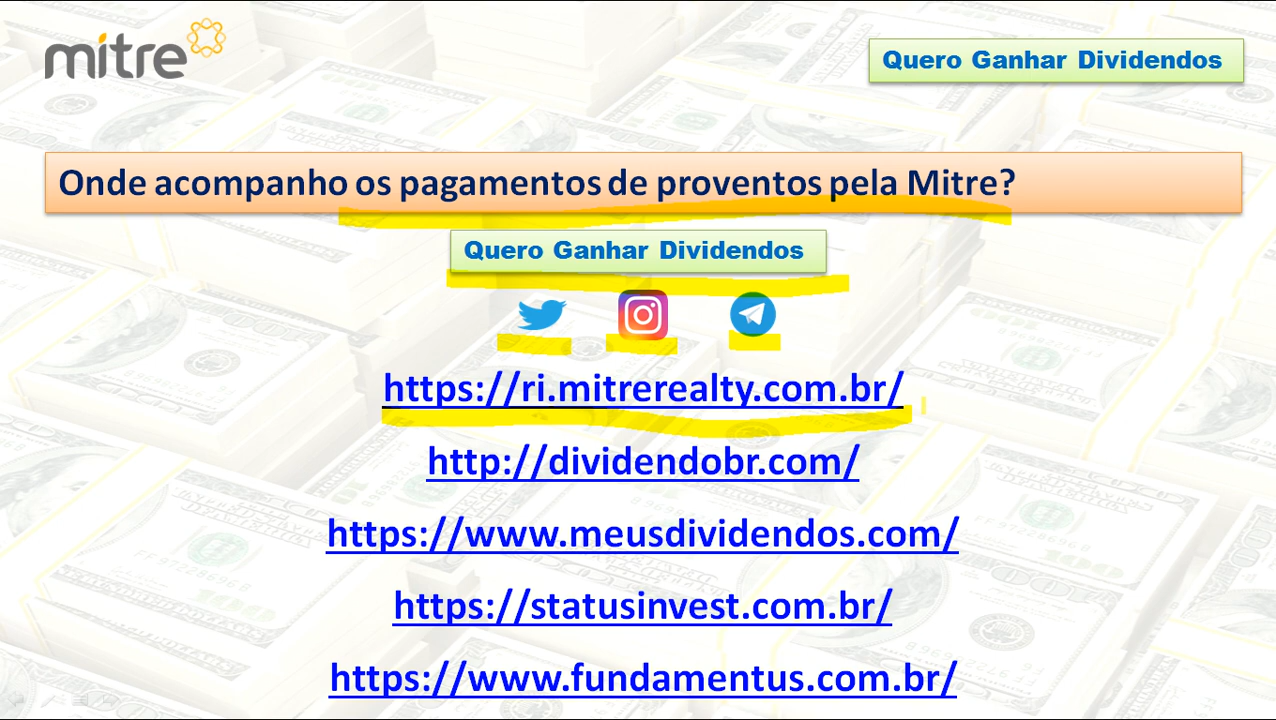 mitre
Quero Ganhar Dividendos
Onde acompanho os pagamentos de proventos pela Mitre?
Quero Ganhar Dividendos
https://ri.mitrerealty.com.br/
http://dividendobr.com/
https://www.meusdividendos.com/
https://statusinvest.com.br/
https://www.fundamentus.com.br/